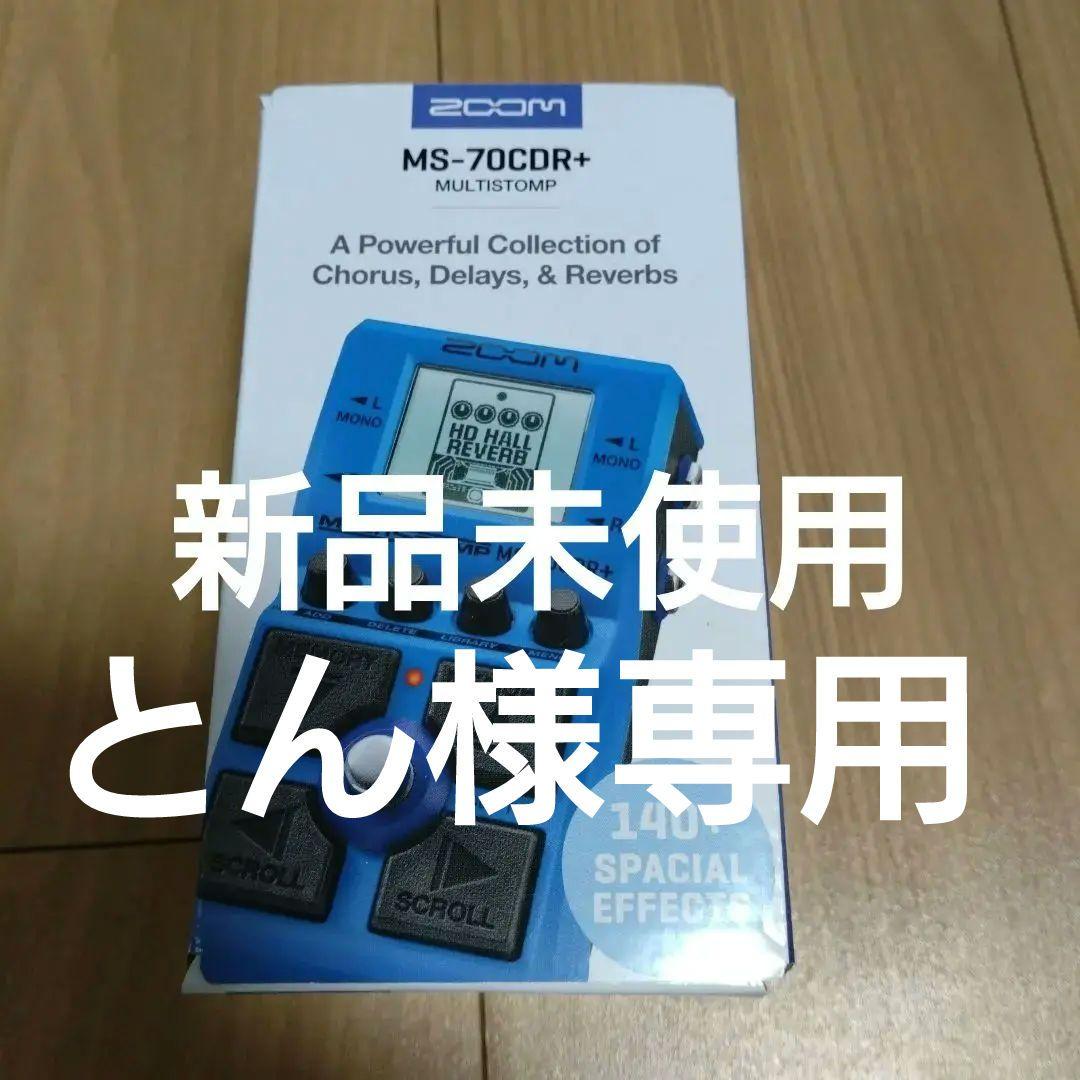 ZOOM
MS-70CDR+
MULTISTOMP
A Powerful Collection of
Chorus, Delays, & Reverbs
ZOOM
L
MONO
HD HALL
REVERB
L
MONO
R
新品未使用
ADD
DELETE
LIBRARY
とん様専用
SCROLL
SCROLL
140+
SPACIAL
EFFECTS